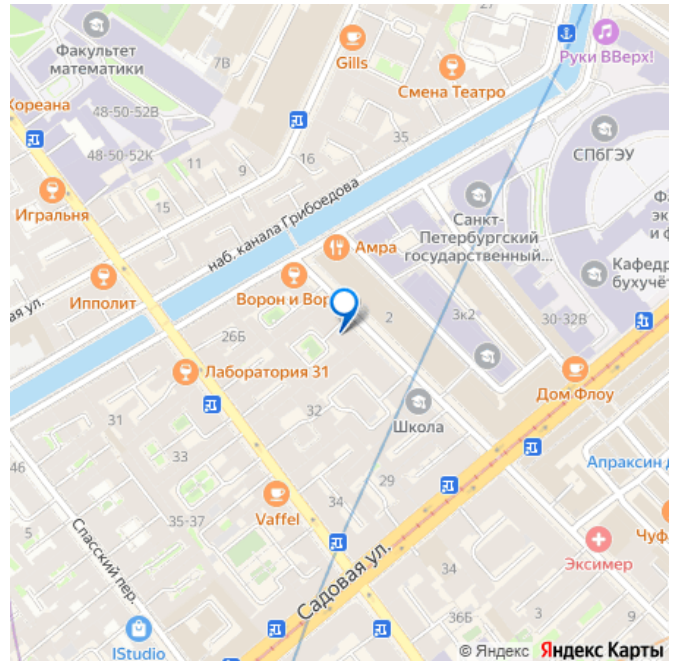 Факультет
математики
7В
Gills
Смена Театро
Руки ВВерх!
Кореана
48-50-52В
35
СПбГЭУ
48-50-52К
11
9
16
Игральня
15
наб. канала Грибоедова
Санкт-
Петербургский
государственный...
Амра
Ипполит
Ворон и Вор
ая ул.
2
3к2
30-32В
26Б
Лаборатория 31
Дом Флоу
31
32
Школа
33
46
Апраксин д
29
5
35-37
Vaffel
34
Спасский пер.
Садовая ул.
Эксимер
34
36Б
3
9
IStudio
© Яндекс Яндекс Карты